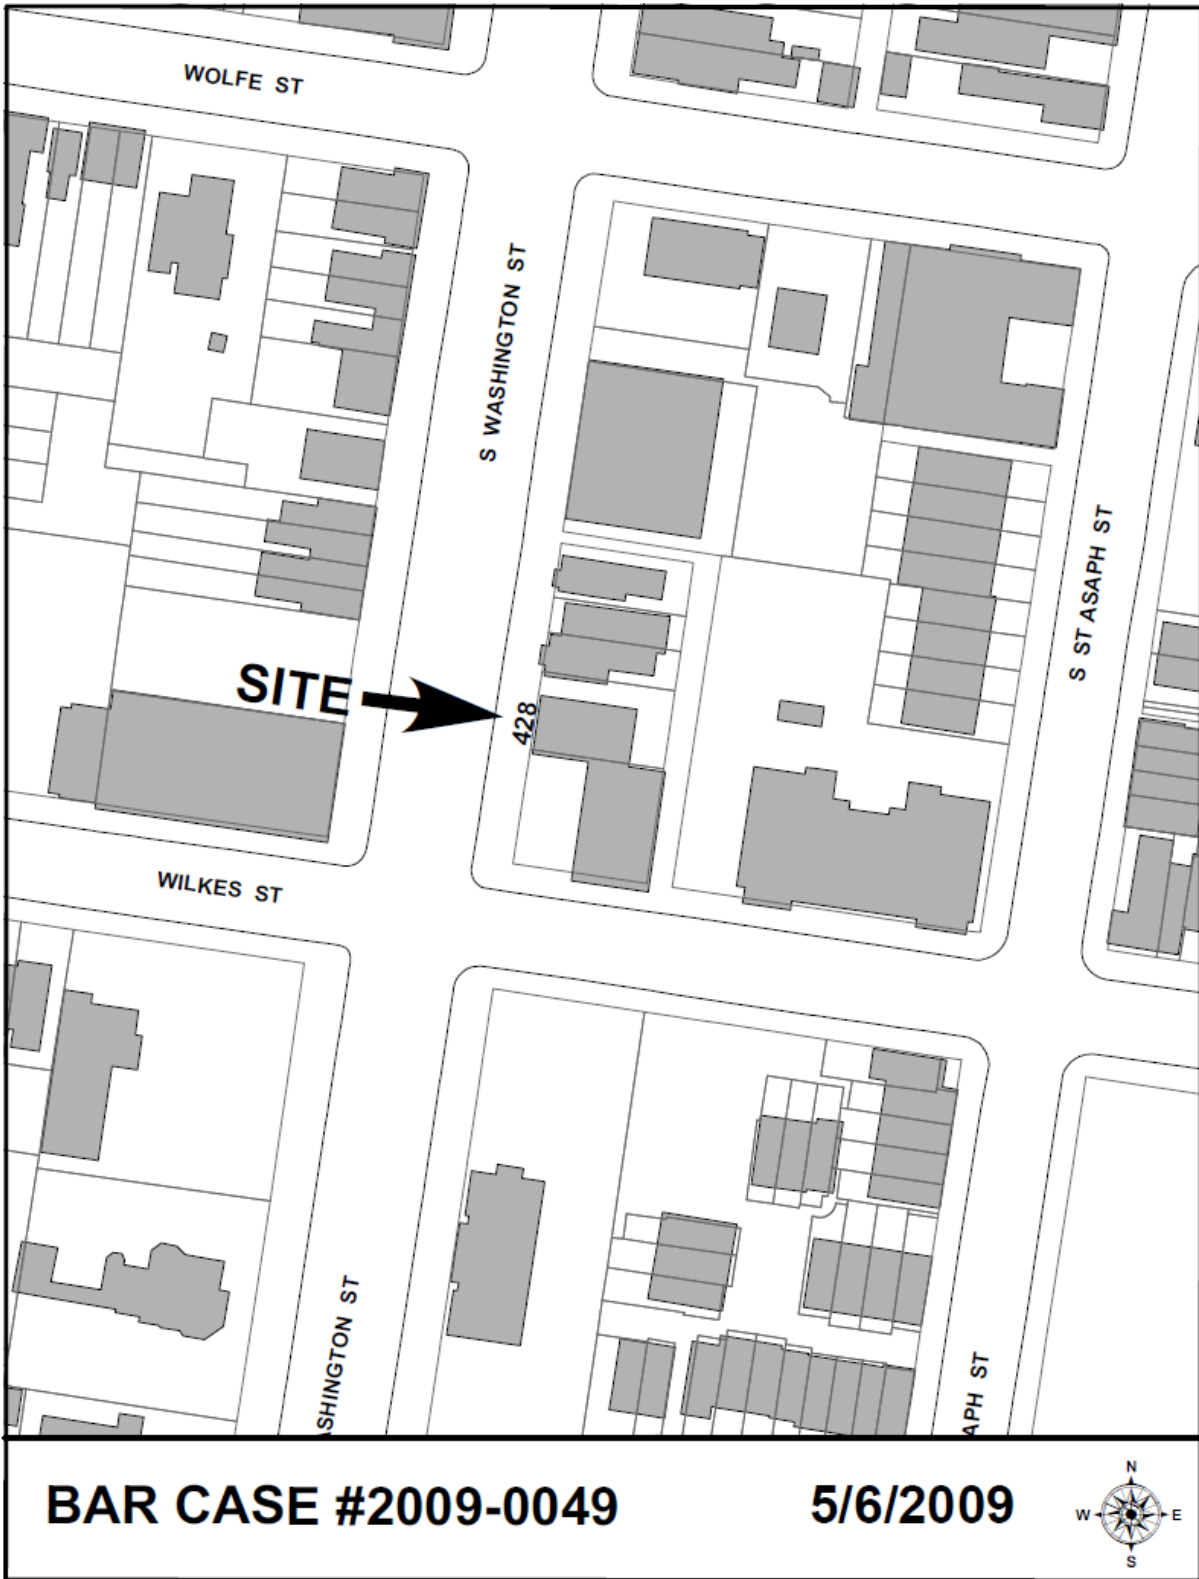 WOLFE ST
S WASHINGTON ST
S ST ASAPH ST
SITE
428
WILKES ST
ASHINGTON ST
APH ST
BAR CASE #2009-0049
5/6/2009
N
W E
S